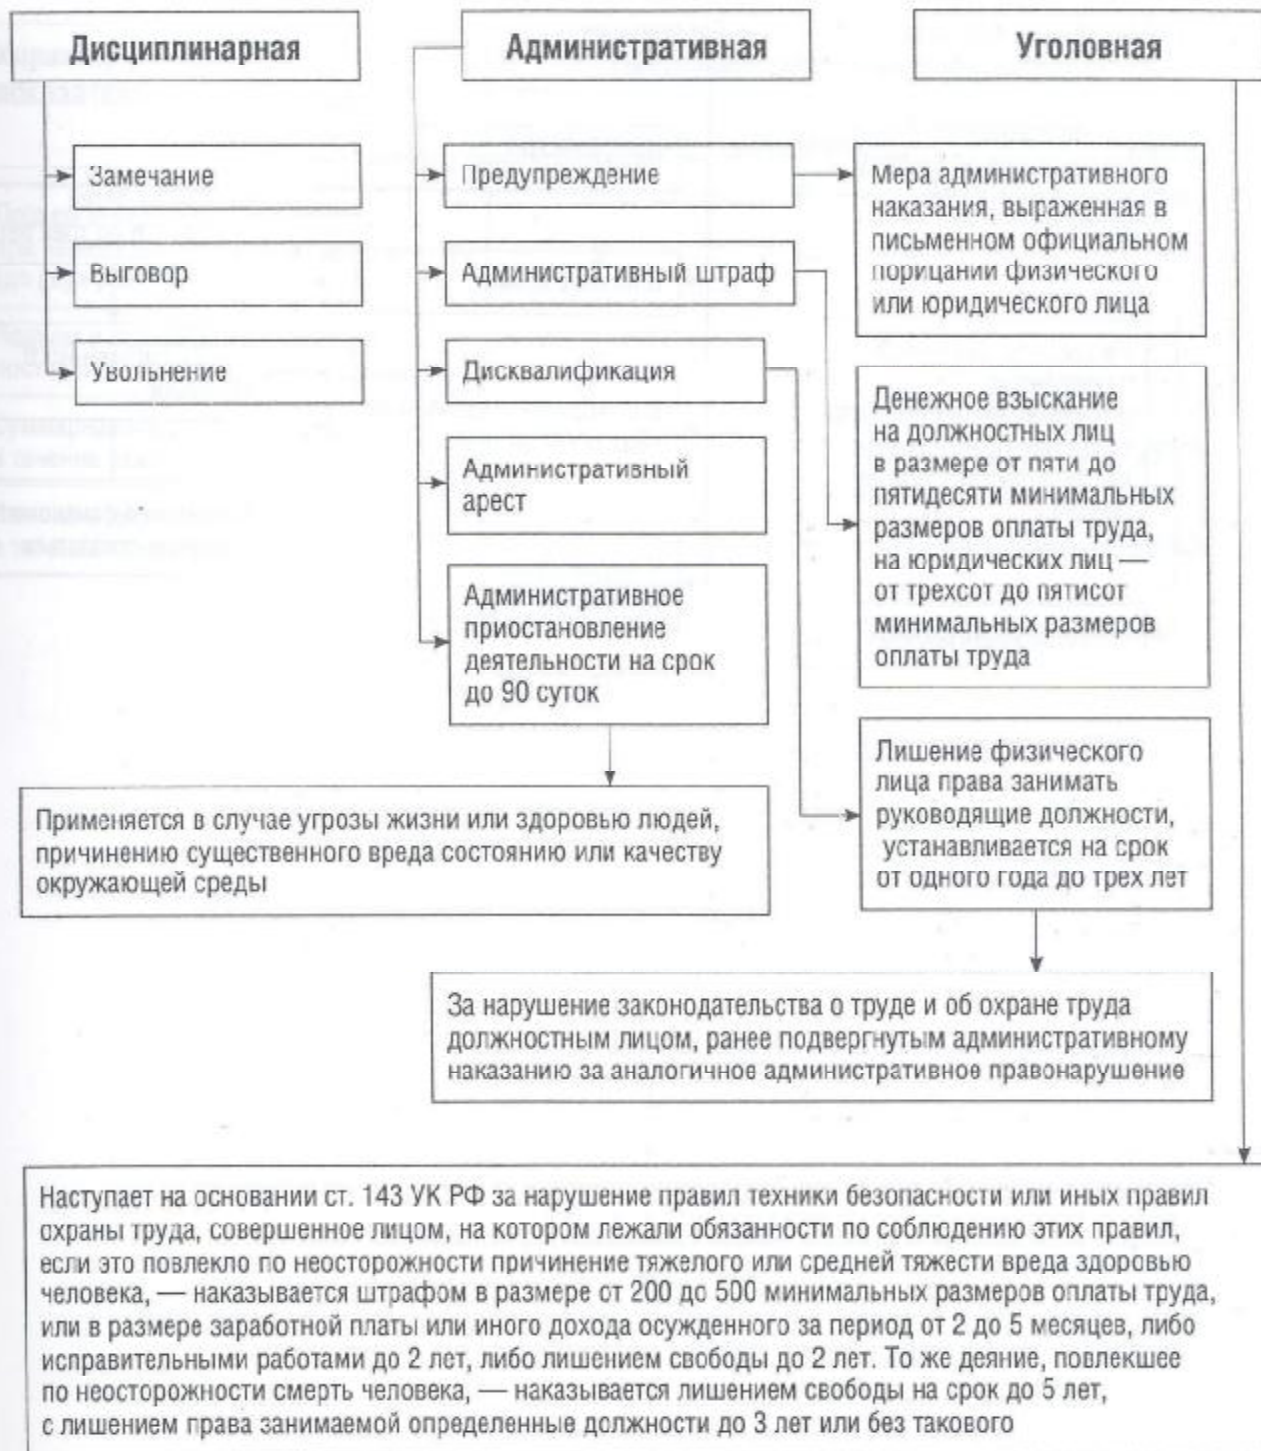 Дисциплинарная
Административная
Уголовная
Замечание
Выговор
Увольнение
Предупреждение
Административный штраф
Дисквалификация
Административный
арест
Административное
приостановление
деятельности на срок
до 90 суток
Мера административного
наказания, выраженная в
письменном официальном
порицании физического
или юридического лица
Денежное взыскание
на должностных лиц
в размере от пяти до
пятидесяти минимальных
размеров оплаты труда,
на юридических лиц —
от трехсот до пятисот
минимальных размеров
оплаты труда
Лишение физического
лица права занимать
руководящие должности,
устанавливается на срок
от одного года до трех лет
Применяется в случае угрозы жизни или здоровью людей,
причинению существенного вреда состоянию или качеству
окружающей среды
За нарушение законодательства о труде и об охране труда
должностным лицом, ранее подвергнутым административному
наказанию за аналогичное административное правонарушение
Наступает на основании ст. 143 УК РФ за нарушение правил техники безопасности или иных правил
охраны труда, совершенное лицом, на котором лежали обязанности по соблюдению этих правил,
если это повлекло по неосторожности причинение тяжелого или средней тяжести вреда здоровью
человека, — наказывается штрафом в размере от 200 до 500 минимальных размеров оплаты труда,
или в размере заработной платы или иного дохода осужденного за период от 2 до 5 месяцев, либо
исправительными работами до 2 лет, либо лишением свободы до 2 лет. То же деяние, повлекшее
по неосторожности смерть человека, — наказывается лишением свободы на срок до 5 лет,
с лишением права занимаемой определенные должности до 3 лет или без такового